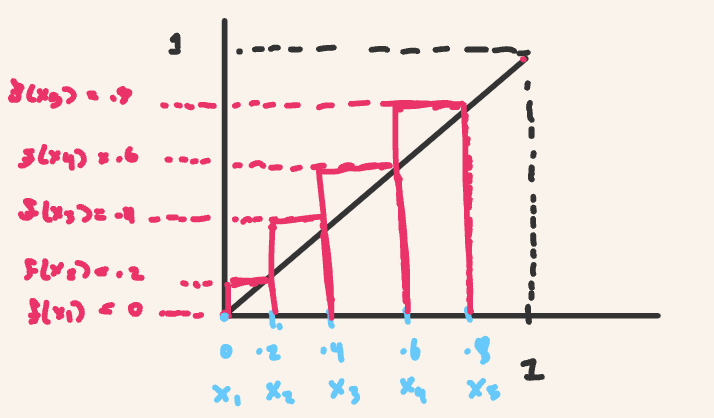 1
f(x5) = .8
f(x4) = .6
f(x3) = .4
f(x2) = .2
f(x1) = 0
0 .2 .4 .6 .8 1
x1 x2 x3 x4 x5